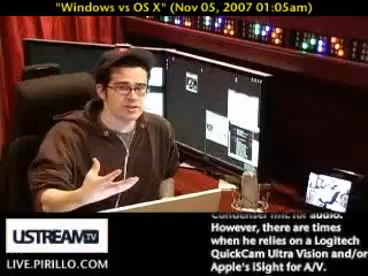 "Windows vs OS X" (Nov 05, 2007 01:05am)
USTREAM TV
Condenser mic for audio.
However, there are times
when he relies on a Logitech
QuickCam Ultra Vision and/or
LIVE.PIRILLO.COM
Apple's iSight for A/V.